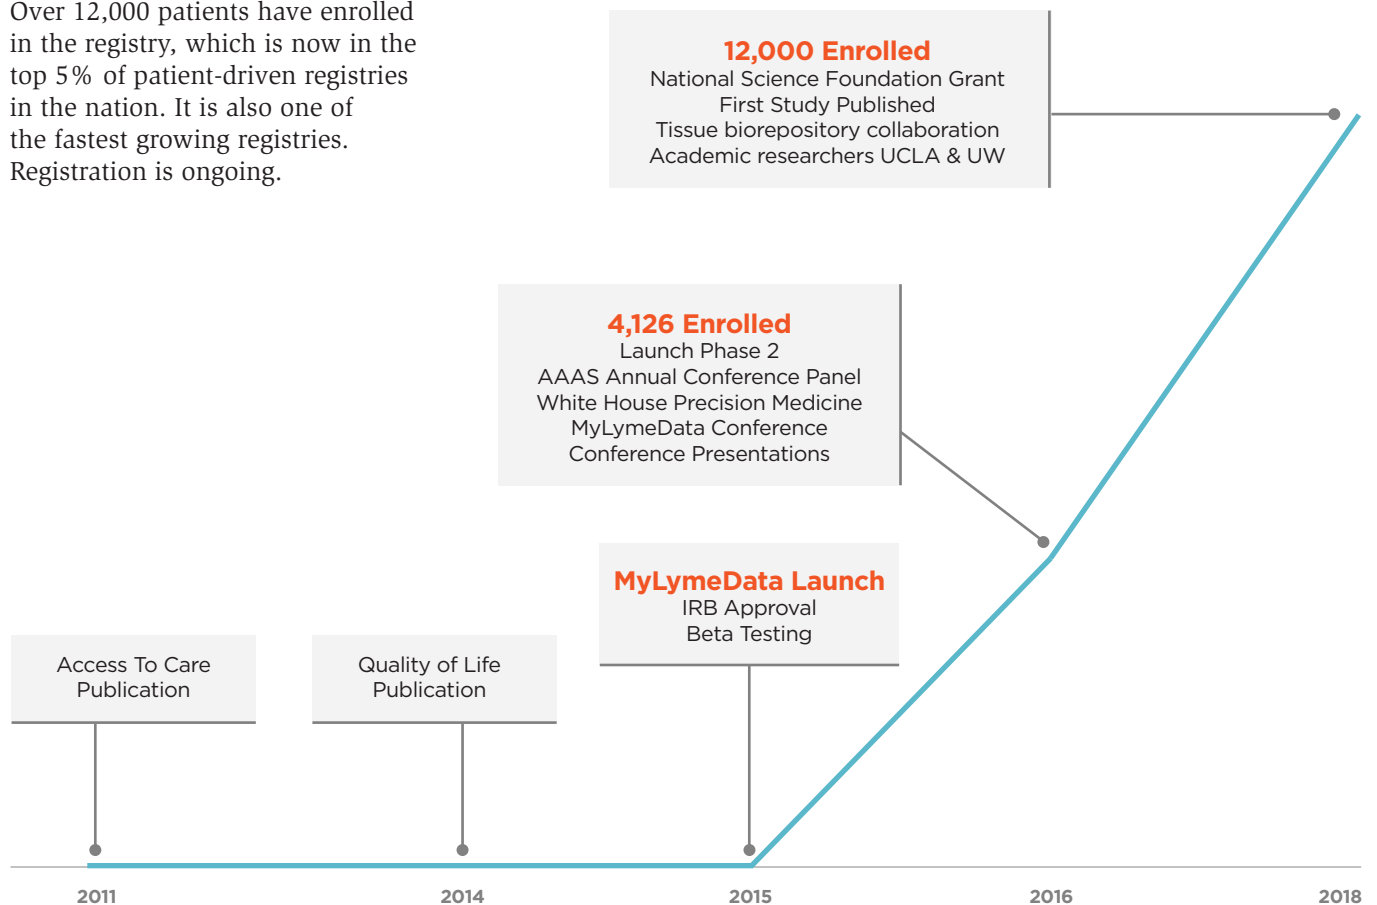 Over 12,000 patients have enrolled
in the registry, which is now in the
top 5% of patient-driven registries
in the nation. It is also one of
the fastest growing registries.
Registration is ongoing.
12,000 Enrolled
National Science Foundation Grant
First Study Published
Tissue biorepository collaboration
Academic researchers UCLA & UW
4,126 Enrolled
Launch Phase 2
AAAS Annual Conference Panel
White House Precision Medicine
MyLymeData Conference
Conference Presentations
MyLymeData Launch
IRB Approval
Beta Testing
Access To Care
Publication
Quality of Life
Publication
2011
2014
2015
2016
2018